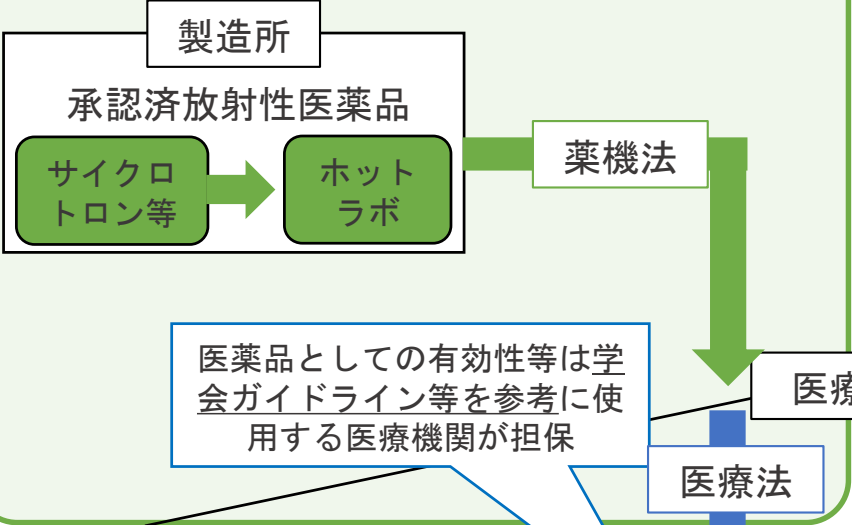 製造所
承認済放射性医薬品
サイクロ
トロン等
ホット
ラボ
薬機法
医薬品としての有効性等は学
会ガイドライン等を参考に使
用する医療機関が担保
医療
医療法